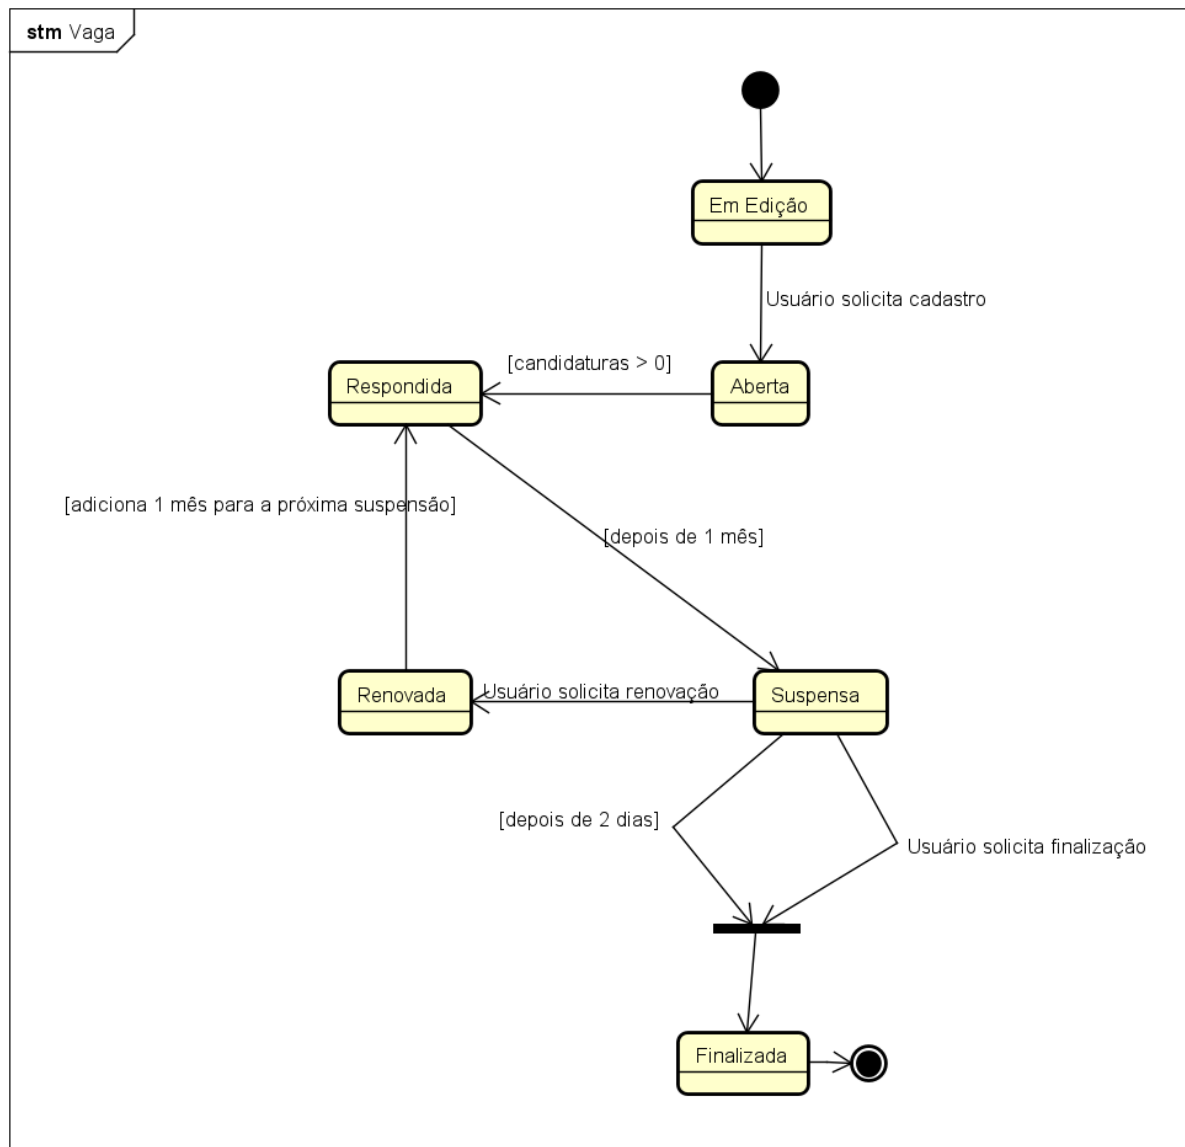 stm Vaga
Em Edição
Usuário solicita cadastro
[candidaturas > 0]
Respondida
Aberta
[adiciona 1 mês para a próxima suspensão]
[depois de 1 mês]
Renovada
Usuário solicita renovação
Suspensa
[depois de 2 dias]
Usuário solicita finalização
Finalizada